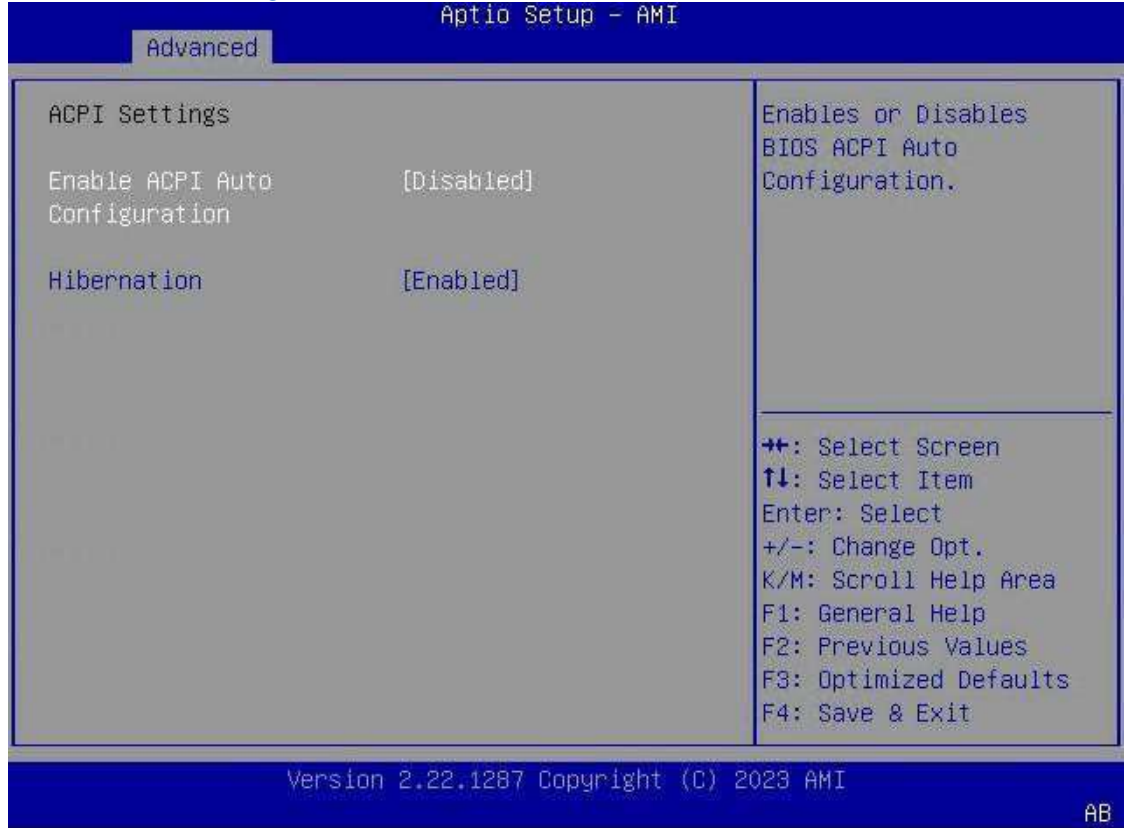 Aptio Setup – AMI
Advanced
ACPI Settings
Enable ACPI Auto Configuration [Disabled]
Hibernation [Enabled]
Enables or Disables
BIOS ACPI Auto
Configuration.
→←: Select Screen
↑↓: Select Item
Enter: Select
+/-: Change Opt.
K/M: Scroll Help Area
F1: General Help
F2: Previous Values
F3: Optimized Defaults
F4: Save & Exit
Version 2.22.1287 Copyright (C) 2023 AMI
AB